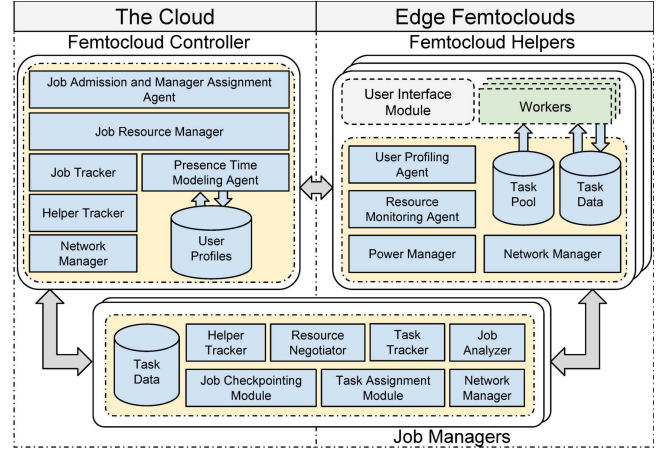 The Cloud
Edge Femtoclouds
Femtocloud Controller
Femtocloud Helpers
Job Admission and Manager Assignment
Agent
Job Resource Manager
Job Tracker
Presence Time
Modeling Agent
Helper Tracker
Network
Manager
User
Profiles
User Interface
Module
Workers
User Profiling
Agent
Resource
Monitoring Agent
Task
Pool
Task
Data
Power Manager
Network Manager
Task
Data
Helper
Tracker
Resource
Negotiator
Task
Tracker
Job
Analyzer
Job Checkpointing
Module
Task Assignment
Module
Network
Manager
Job Managers